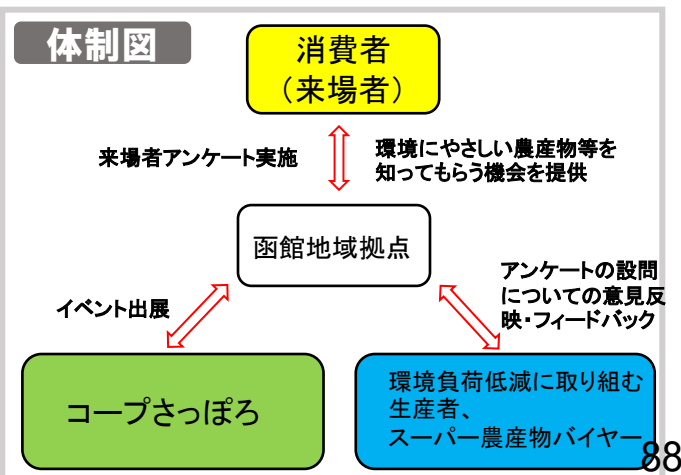 体制図
消費者
（来場者）
来場者アンケート実施
環境にやさしい農産物等を
知ってもらう機会を提供
函館地域拠点
アンケートの設問
についての意見反
映・フィードバック
イベント出展
コープさっぽろ
環境負荷低減に取り組む
生産者、
スーパー農産物バイヤー
88